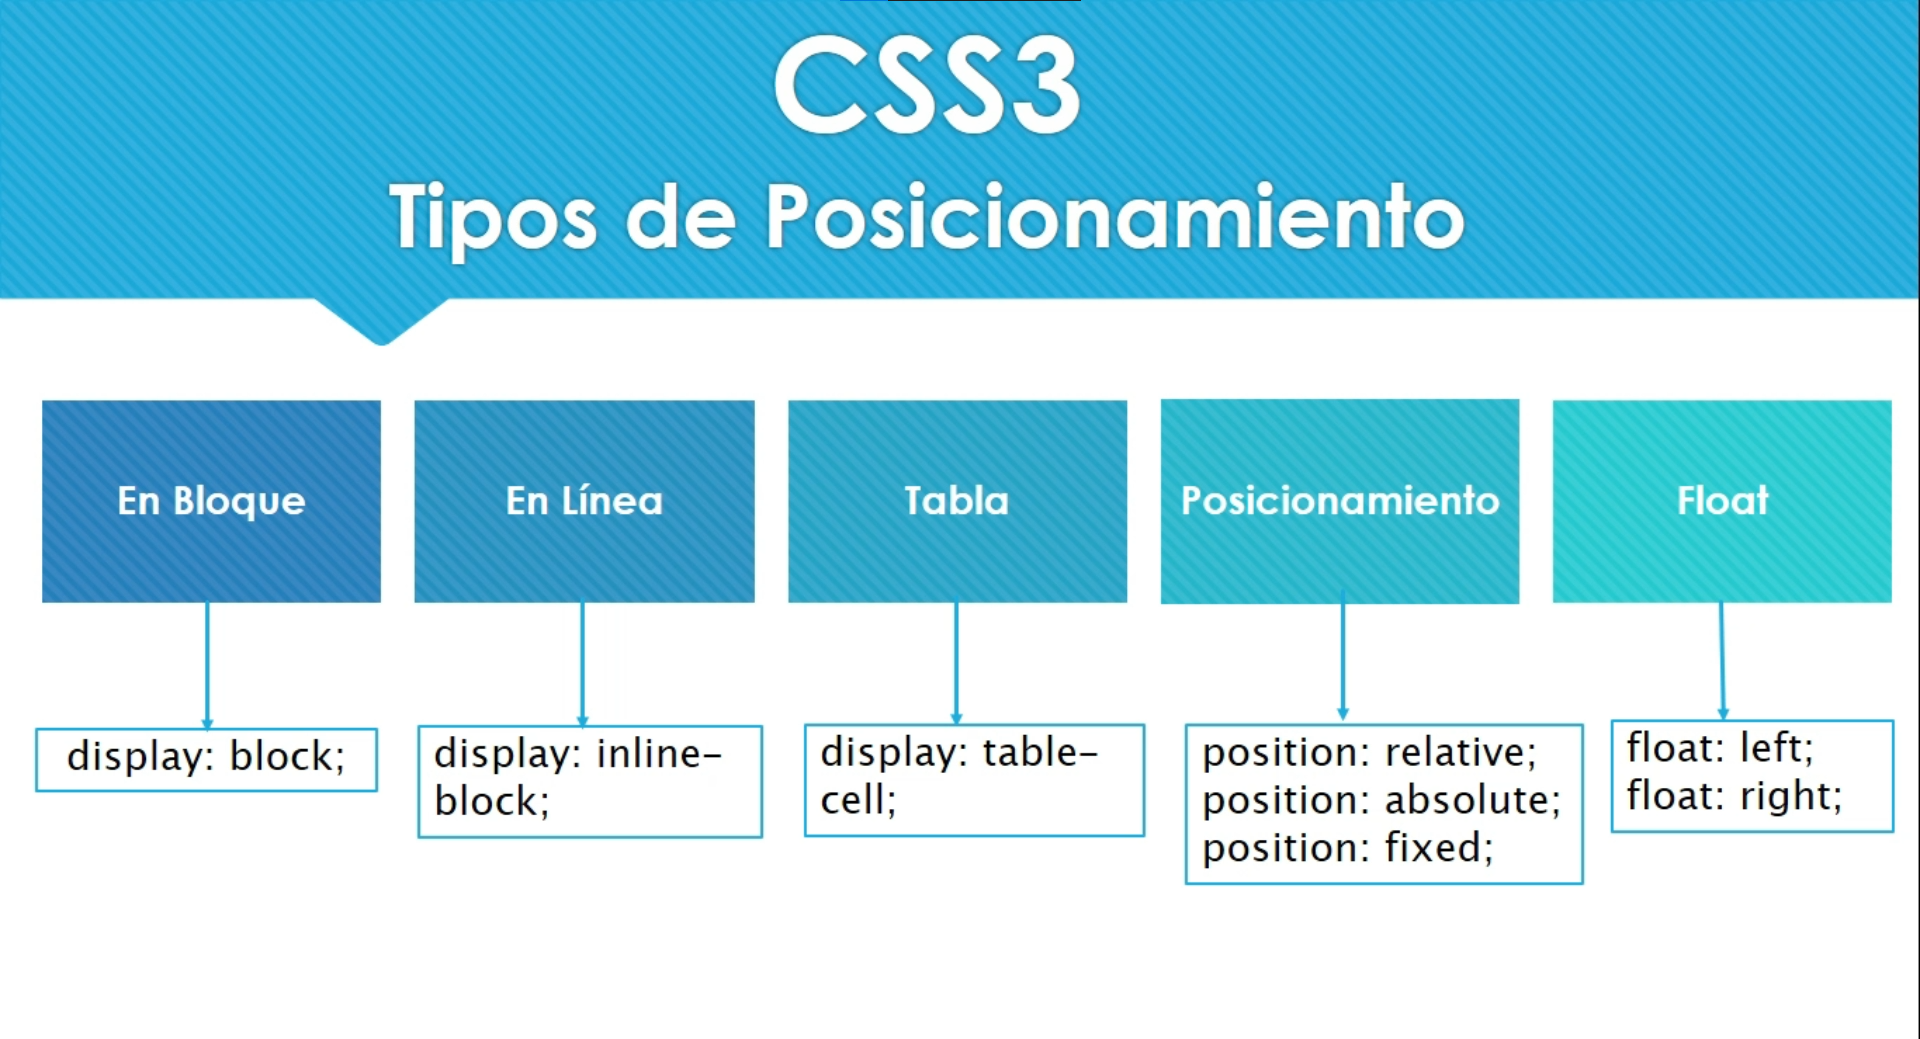 CSS3
Tipos de Posicionamiento
En Bloque
En Línea
Tabla
Posicionamiento
Float
display: block;
display: inline-
block;
display: table-
cell;
position: relative;
position: absolute;
position: fixed;
float: left;
float: right;